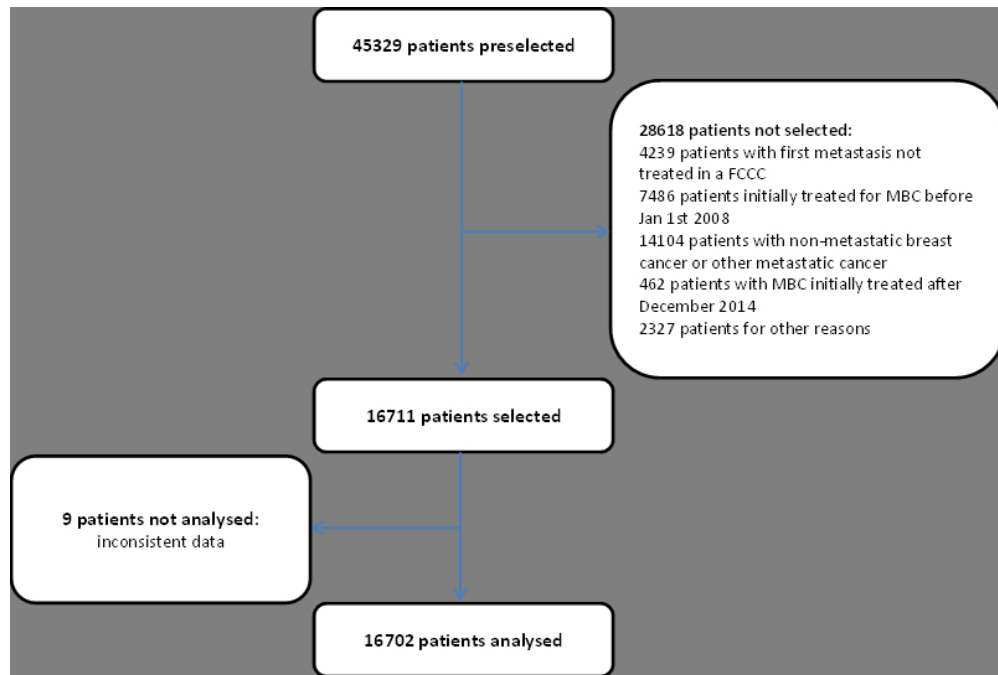 45329 patients preselected
28618 patients not selected:
4239 patients with first metastasis not
treated in a FCCC
7486 patients initially treated for MBC before
Jan 1st 2008
14104 patients with non-metastatic breast
cancer or other metastatic cancer
462 patients with MBC initially treated after
December 2014
2327 patients for other reasons
16711 patients selected
9 patients not analysed:
inconsistent data
16702 patients analysed